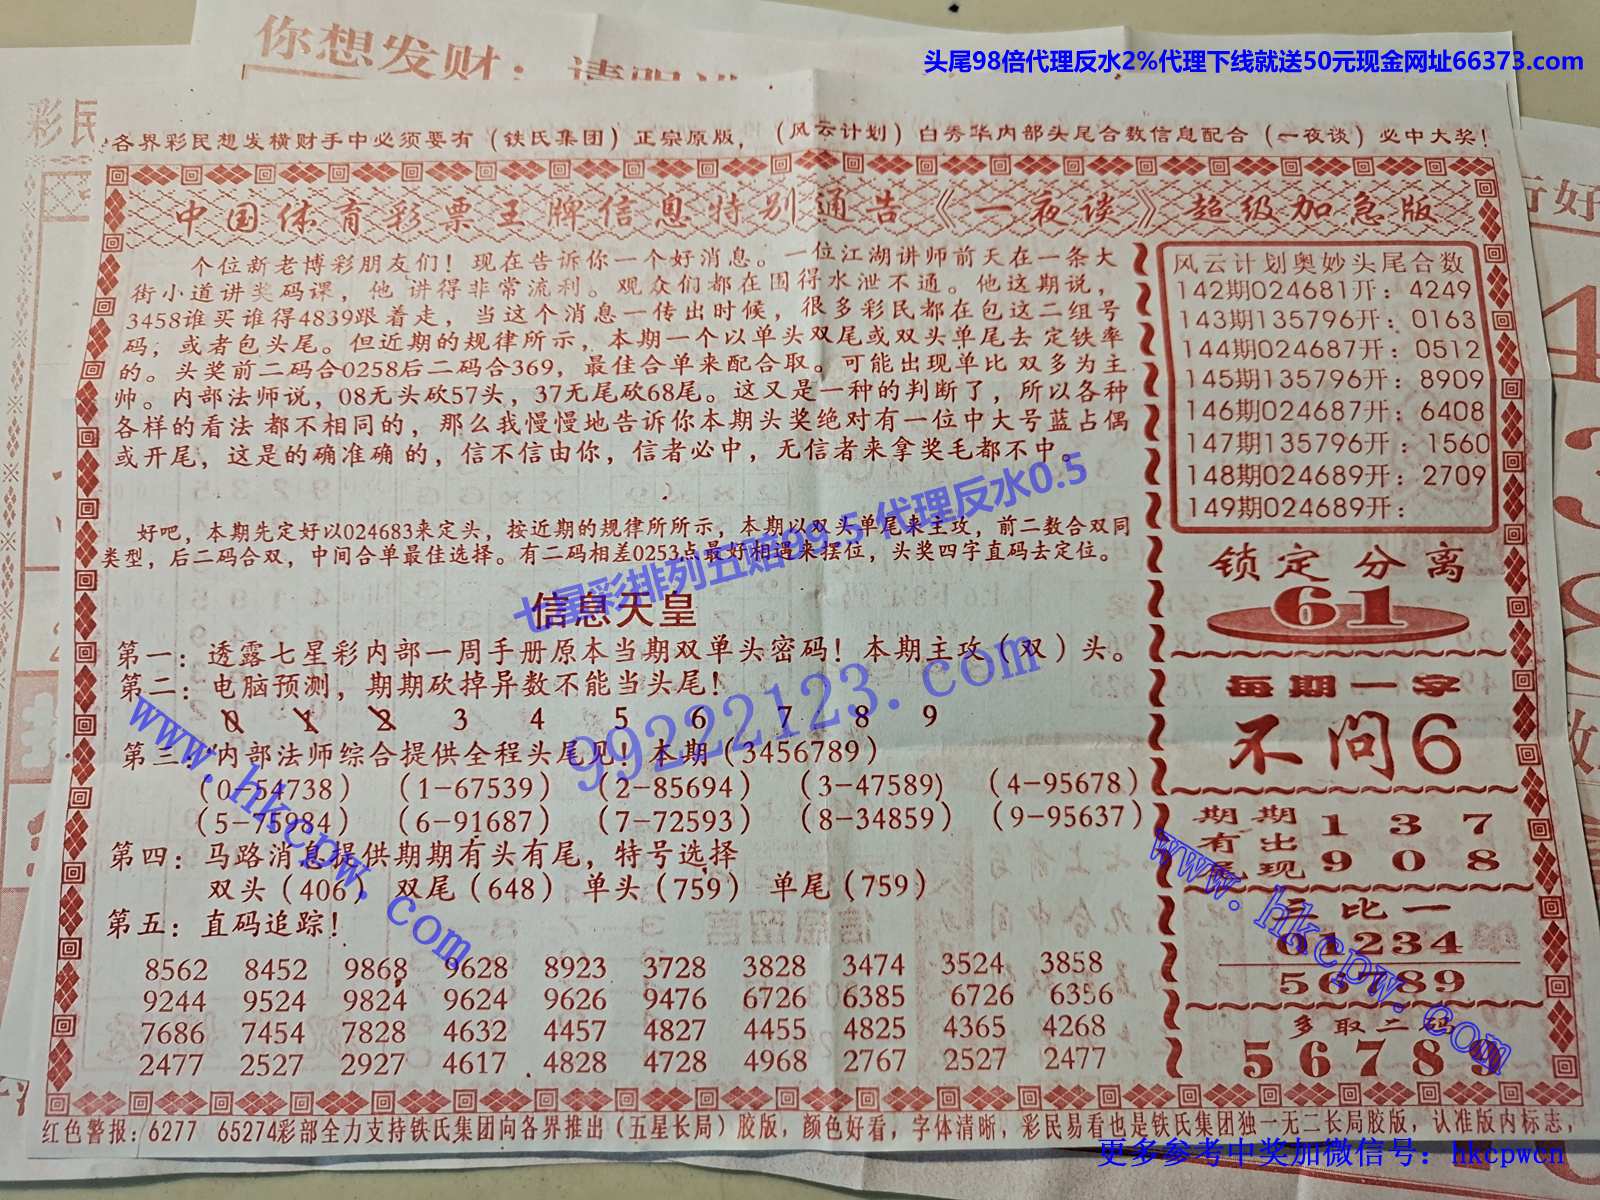 头尾98倍代理反水2%代理下线就送50元现金网址66373.com
你想发财：请
彩民
各界彩民想发横财手中必须要有（铁氏集团）正宗原版，（风云计划）白秀华内部头尾合数信息配合（一夜谈）必中大奖！
中国体育彩票王牌信息特别通告《一夜谈》超级加急版
个位新老博彩朋友们！现在告诉你一个好消息。一位江湖讲师前天在一条大
街小道讲奖码课，他 讲得非常流利。观众们都在围得水泄不通。他这期说，
3458谁买谁得4839跟着走，当这个消息一传出时候，很多彩民都在包这二组号
码，或者包头尾。但近期的规律所示，本期一个以单头双尾或双头单尾去 定铁率
的。头奖前二码合0258后二码合369，最佳合单来配合取。可能出现单比 双多为主
帅。内部法师说，08无头砍57头，37无尾砍68尾。这又是一种的判断了，所以各种
各样的看法 都不相同的，那么我慢慢地告诉你本期头奖绝对有一位中大号蓝占偶
或开尾，这是的确准确 的，信不信由你，信者必中，无信者来拿奖毛都不中。
好吧，本期先定好以024683来定头，按近期的规律所所示，本期以双头单尾来主攻，前二数合双同
类型，后二码合双，中间合单最佳选择。有二码相差0253点最好相遇来摆位，头奖四字直码去定位。
七星彩排列五赔99.5 代理反水0.5
信息天皇
第一：透露七星彩内部一周手册原本当期双单头密码！本期主攻（双）头。
第二：电脑预测，期期砍掉异数不能当头尾！
0 1 2 3 4 5 6 7 8 9
99222123.com
第三：内部法师综合提供全程头尾见！本期（3456789）
（0-54738） （1-67539） （2-85694） （3-47589） （4-95678）
（5-75984） （6-91687） （7-72593） （8-34859） （9-95637）
第四：马路消息提供期期有头有尾，特号选择
双头（406） 双尾（648） 单头（759） 单尾（759）
第五：直码追踪！
8562 8452 9868 9628 8923 3728 3828 3474 3524 3858
9244 9524 9824 9624 9626 9476 6726 6385 6726 6356
7686 7454 7828 4632 4457 4827 4455 4825 4365 4268
2477 2527 2927 4617 4828 4728 4968 2767 2527 2477
www.hkcpw.com
风云计划奥妙头尾合数
142期024681开：4249
143期135796开：0163
144期024687开：0512
145期135796开：8909
146期024687开：6408
147期135796开：1560
148期024689开：2709
149期024689开：
锁定分离
61
每期一字
不问6
期期 1 3 7
有出
尾现 9 0 8
三比一
01234
56789
www.hkcpw.com
多取二码
5 6 7 8 9
红色警报：6277 65274彩部全力支持铁氏集团向各界推出（五星长局）胶版，颜色好看，字体清晰，彩民易看也是铁氏集团独一无二长局胶版，认准版内标志，
更多参考中奖加微信号：hkcpwcn